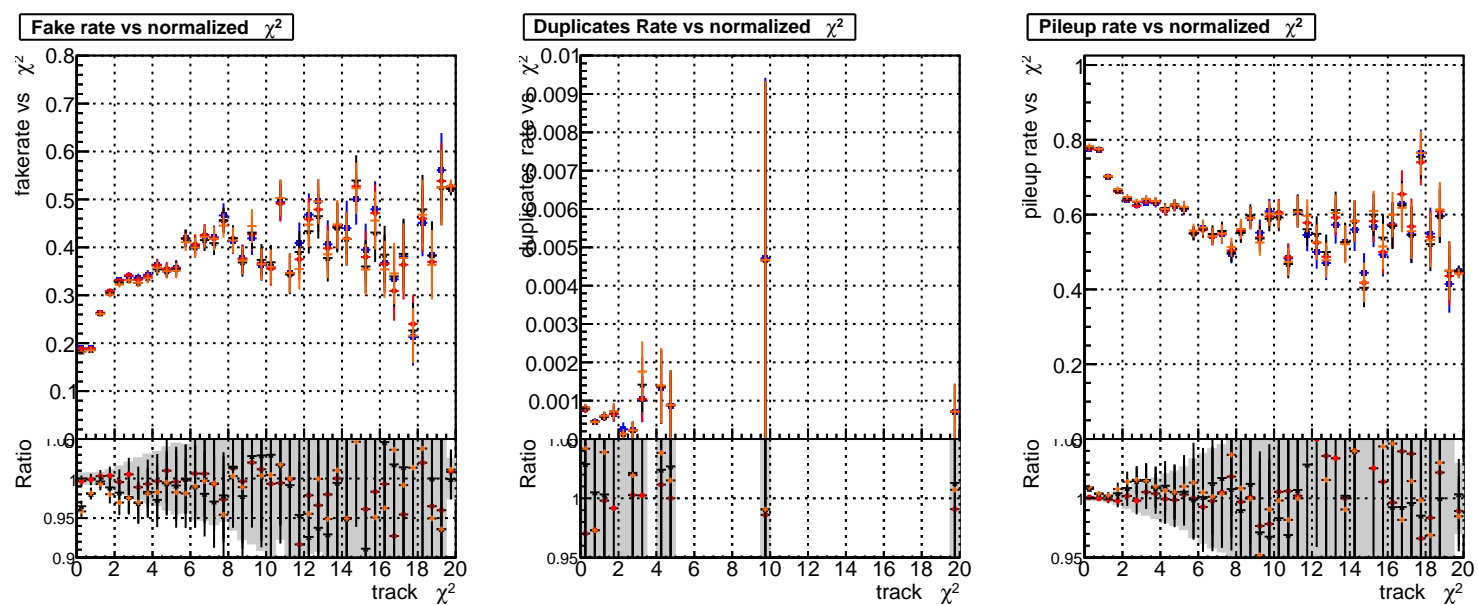 Fake rate vs normalized χ²
fakerate vs χ²
0.8
0.7
0.6
0.5
0.4
0.3
0.2
0.1
Ratio
1
0.95
0.9
0 2 4 6 8 10 12 14 16 18 20
track χ²
Duplicates Rate vs normalized χ²
duplicates rate vs χ²
0.01
0.009
0.008
0.007
0.006
0.005
0.004
0.003
0.002
0.001
Ratio
1
0.95
0 2 4 6 8 10 12 14 16 18 20
track χ²
Pileup rate vs normalized χ²
pileup rate vs χ²
1
0.8
0.6
0.4
0.2
Ratio
1
0.95
0 2 4 6 8 10 12 14 16 18 20
track χ²